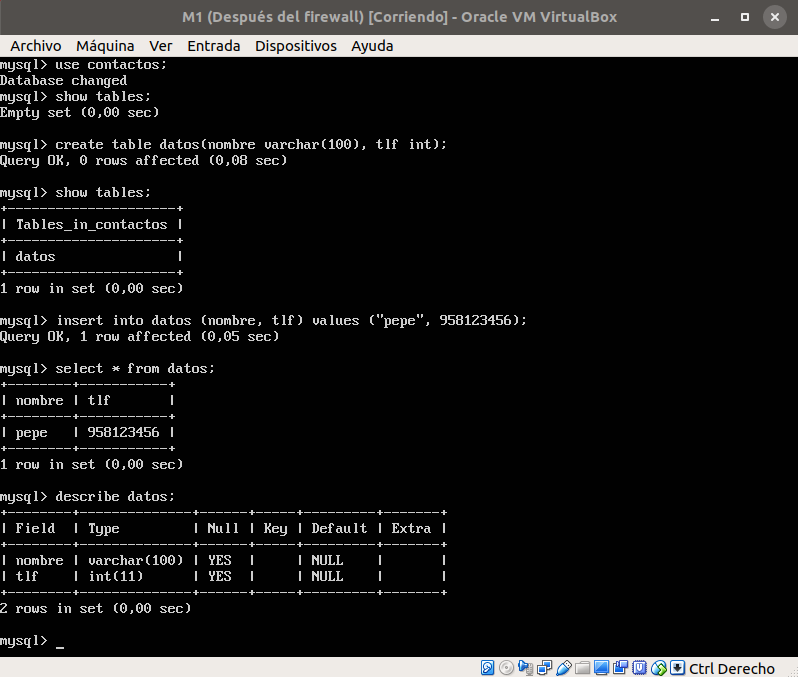 M1 (Después del firewall) [Corriendo] - Oracle VM VirtualBox
Archivo Máquina Ver Entrada Dispositivos Ayuda
mysql> use contactos;
Database changed
mysql> show tables;
Empty set (0,00 sec)
mysql> create table datos(nombre varchar(100), tlf int);
Query OK, 0 rows affected (0,08 sec)
mysql> show tables;
+---------------------+
| Tables_in_contactos |
+---------------------+
| datos               |
+---------------------+
1 row in set (0,00 sec)
mysql> insert into datos (nombre, tlf) values ("pepe", 958123456);
Query OK, 1 row affected (0,05 sec)
mysql> select * from datos;
+--------+-----------+
| nombre | tlf       |
+--------+-----------+
| pepe   | 958123456 |
+--------+-----------+
1 row in set (0,00 sec)
mysql> describe datos;
+--------+--------------+------+-----+---------+-------+
| Field  | Type         | Null | Key | Default | Extra |
+--------+--------------+------+-----+---------+-------+
| nombre | varchar(100) | YES  |     | NULL    |       |
| tlf    | int(11)      | YES  |     | NULL    |       |
+--------+--------------+------+-----+---------+-------+
2 rows in set (0,00 sec)
mysql> _
Ctrl Derecho